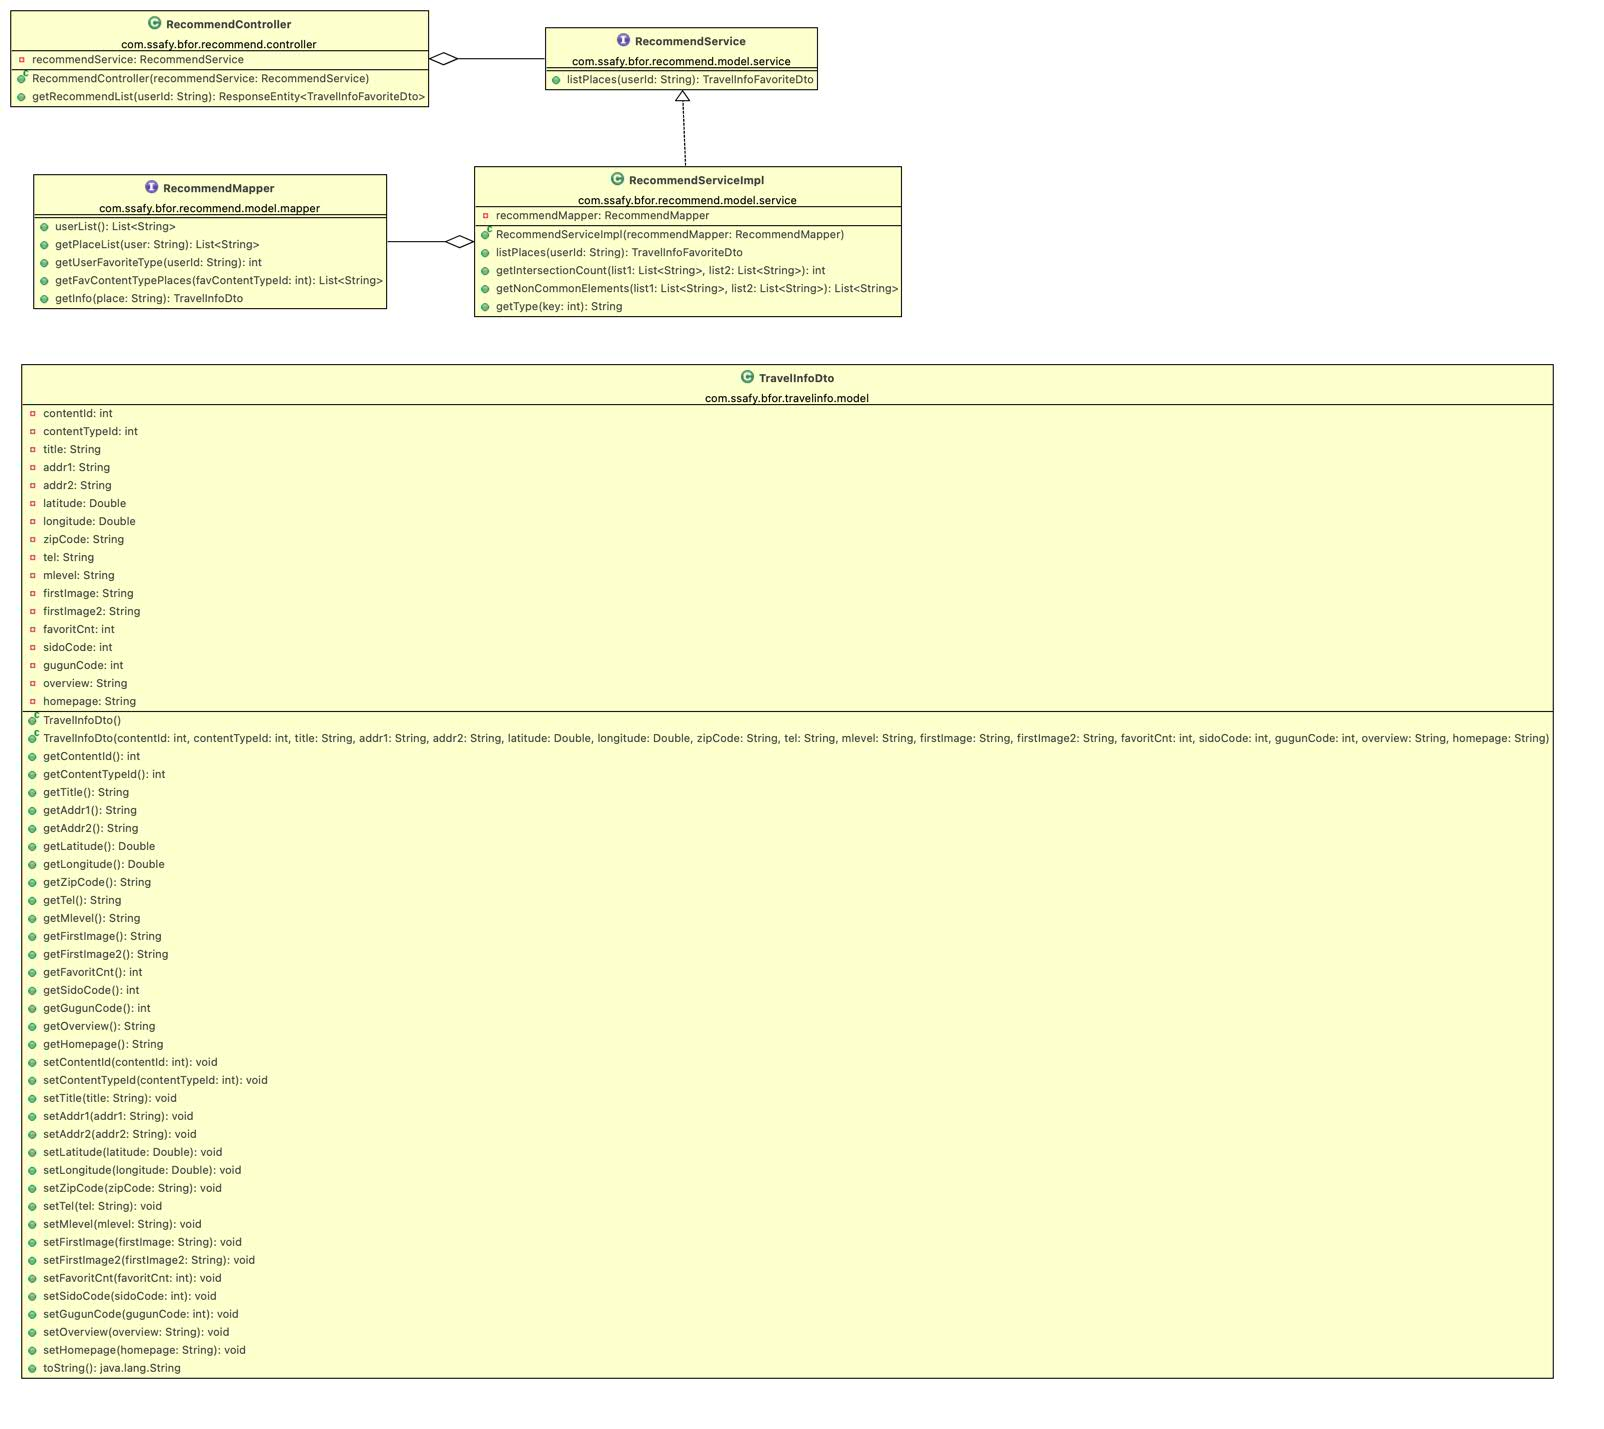 RecommendController
com.ssafy.bfor.recommend.controller
recommendService: RecommendService
RecommendController(recommendService: RecommendService)
getRecommendList(userId: String): ResponseEntity<TravelInfoFavoriteDto>
RecommendService
com.ssafy.bfor.recommend.model.service
listPlaces(userId: String): TravelInfoFavoriteDto
RecommendMapper
com.ssafy.bfor.recommend.model.mapper
userList(): List<String>
getPlaceList(user: String): List<String>
getUserFavoriteType(userId: String): int
getFavContentTypePlaces(favContentTypeId: int): List<String>
getInfo(place: String): TravelInfoDto
RecommendServiceImpl
com.ssafy.bfor.recommend.model.service
recommendMapper: RecommendMapper
RecommendServiceImpl(recommendMapper: RecommendMapper)
listPlaces(userId: String): TravelInfoFavoriteDto
getIntersectionCount(list1: List<String>, list2: List<String>): int
getNonCommonElements(list1: List<String>, list2: List<String>): List<String>
getType(key: int): String
TravelInfoDto
com.ssafy.bfor.travelinfo.model
contentId: int
contentTypeId: int
title: String
addr1: String
addr2: String
latitude: Double
longitude: Double
zipCode: String
tel: String
mlevel: String
firstImage: String
firstImage2: String
favoritCnt: int
sidoCode: int
gugunCode: int
overview: String
homepage: String
TravelInfoDto()
TravelInfoDto(contentId: int, contentTypeId: int, title: String, addr1: String, addr2: String, latitude: Double, longitude: Double, zipCode: String, tel: String, mlevel: String, firstImage: String, firstImage2: String, favoritCnt: int, sidoCode: int, gugunCode: int, overview: String, homepage: String)
getContentId(): int
getContentTypeId(): int
getTitle(): String
getAddr1(): String
getAddr2(): String
getLatitude(): Double
getLongitude(): Double
getZipCode(): String
getTel(): String
getMlevel(): String
getFirstImage(): String
getFirstImage2(): String
getFavoritCnt(): int
getSidoCode(): int
getGugunCode(): int
getOverview(): String
getHomepage(): String
setContentId(contentId: int): void
setContentTypeId(contentTypeId: int): void
setTitle(title: String): void
setAddr1(addr1: String): void
setAddr2(addr2: String): void
setLatitude(latitude: Double): void
setLongitude(longitude: Double): void
setZipCode(zipCode: String): void
setTel(tel: String): void
setMlevel(mlevel: String): void
setFirstImage(firstImage: String): void
setFirstImage2(firstImage2: String): void
setFavoritCnt(favoritCnt: int): void
setSidoCode(sidoCode: int): void
setGugunCode(gugunCode: int): void
setOverview(overview: String): void
setHomepage(homepage: String): void
toString(): java.lang.String